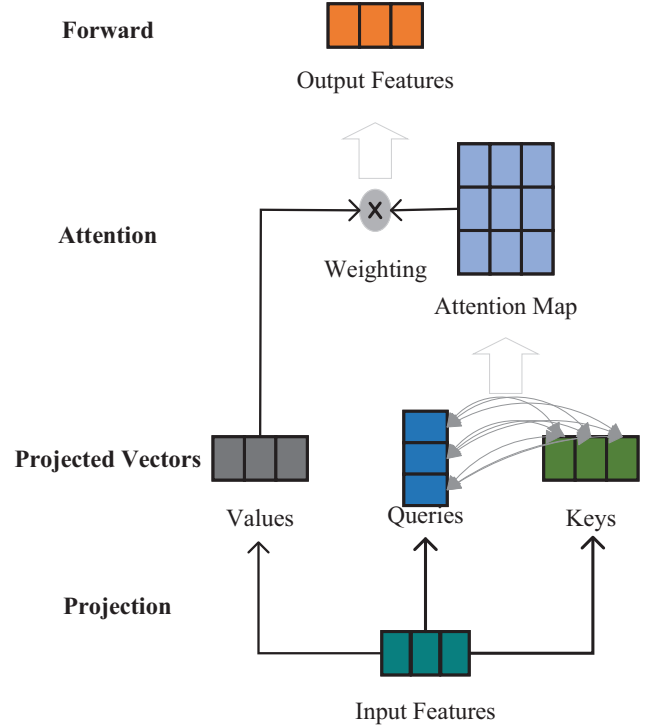 Forward
Output Features
Attention
x
Weighting
Attention Map
Projected Vectors
Values
Queries
Keys
Projection
Input Features